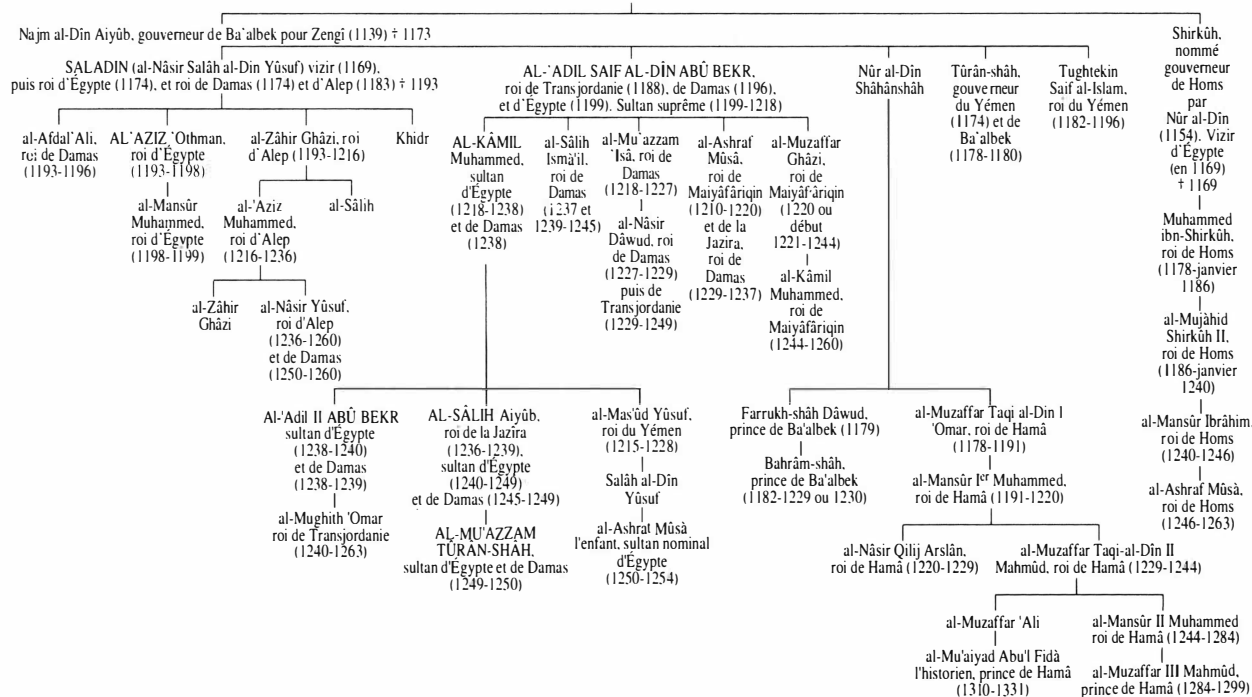 Najm al-Dîn Aiyûb, gouverneur de Ba'albek pour Zengî (1139) † 1173
SALADIN (al-Nâsir Salâh al-Din Yûsuf) vizir (1169),
puis roi d'Égypte (1174), et roi de Damas (1174) et d'Alep (1183) † 1193
AL-'ADIL SAIF AL-DÎN ABÛ BEKR,
roi de Transjordanie (1188), de Damas (1196),
et d'Égypte (1199). Sultan suprême (1199-1218)
Nûr al-Dîn
Shâhânshâh
Tûrân-shâh,
gouverneur
du Yémen
(1174) et de
Ba'albek
(1178-1180)
Tughtekin
Saif al-Islam,
roi du Yémen
(1182-1196)
Shirkûh,
nommé
gouverneur
de Homs
par
Nûr al-Dîn
(1154). Vizir
d'Égypte
(en 1169)
† 1169
al-Afdal 'Ali,
roi de Damas
(1193-1196)
AL'AZIZ 'Othman,
roi d'Égypte
(1193-1198)
al-Zâhir Ghâzi, roi
d'Alep (1193-1216)
Khidr
AL-KÂMIL
Muhammed,
sultan
d'Égypte
(1218-1238)
et de Damas
(1238)
al-Sâlih
Ismà'il,
roi de
Damas
(1237 et
1239-1245)
al-Mu'azzam
'Isâ, roi de
Damas
(1218-1227)
al-Ashraf
Mûsâ,
roi de
Maiyâfâriqin
(1210-1220)
et de la
Jazira,
roi de
Damas
(1229-1237)
al-Muzaffar
Ghâzi,
roi de
Maiyâfâriqin
(1220 ou
début
1221-1244)
al-Mansûr
Muhammed,
roi d'Égypte
(1198-1199)
al-'Aziz
Muhammed,
roi d'Alep
(1216-1236)
al-Sâlih
al-Nâsir
Dâwud, roi
de Damas
(1227-1229)
puis de
Transjordanie
(1229-1249)
al-Kâmil
Muhammed,
roi de
Maiyâfâriqin
(1244-1260)
Muhammed
ibn-Shirkûh,
roi de Homs
(1178-janvier
1186)
al-Zâhir
Ghâzi
al-Nâsir Yûsuf,
roi d'Alep
(1236-1260)
et de Damas
(1250-1260)
al-Mujàhid
Shirkûh II,
roi de Homs
(1186-janvier
1240)
Al-'Adil II ABÛ BEKR
sultan d'Égypte
(1238-1240)
et de Damas
(1238-1239)
AL-SÂLIH Aiyûb,
roi de la Jazîra
(1236-1239),
sultan d'Égypte
(1240-1249)
et de Damas (1245-1249)
al-Mas'ûd Yûsuf,
roi du Yémen
(1215-1228)
Farrukh-shâh Dâwud,
prince de Ba'albek (1179)
al-Muzaffar Taqi al-Din I
'Omar, roi de Hamâ
(1178-1191)
al-Mansûr Ibrâhim,
roi de Homs
(1240-1246)
Salâh al-Dîn
Yûsuf
Bahrâm-shâh,
prince de Ba'albek
(1182-1229 ou 1230)
al-Mansûr Ier Muhammed,
roi de Hamâ (1191-1220)
al-Ashraf Mûsà,
roi de Homs
(1246-1263)
al-Mughith 'Omar
roi de Transjordanie
(1240-1263)
AL-MU'AZZAM
TÛRÂN-SHÂH,
sultan d'Égypte et de Damas
(1249-1250)
al-Ashrat Mûsà
l'enfant, sultan nominal
d'Égypte
(1250-1254)
al-Nâsir Qilij Arslân,
roi de Hamâ (1220-1229)
al-Muzaffar Taqi-al-Dîn II
Mahmûd, roi de Hamâ (1229-1244)
al-Muzaffar 'Ali
al-Mansûr II Muhammed
roi de Hamâ (1244-1284)
al-Mu'aiyad Abu'l Fidà
l'historien, prince de Hamâ
(1310-1331)
al-Muzaffar III Mahmûd,
prince de Hamâ (1284-1299)